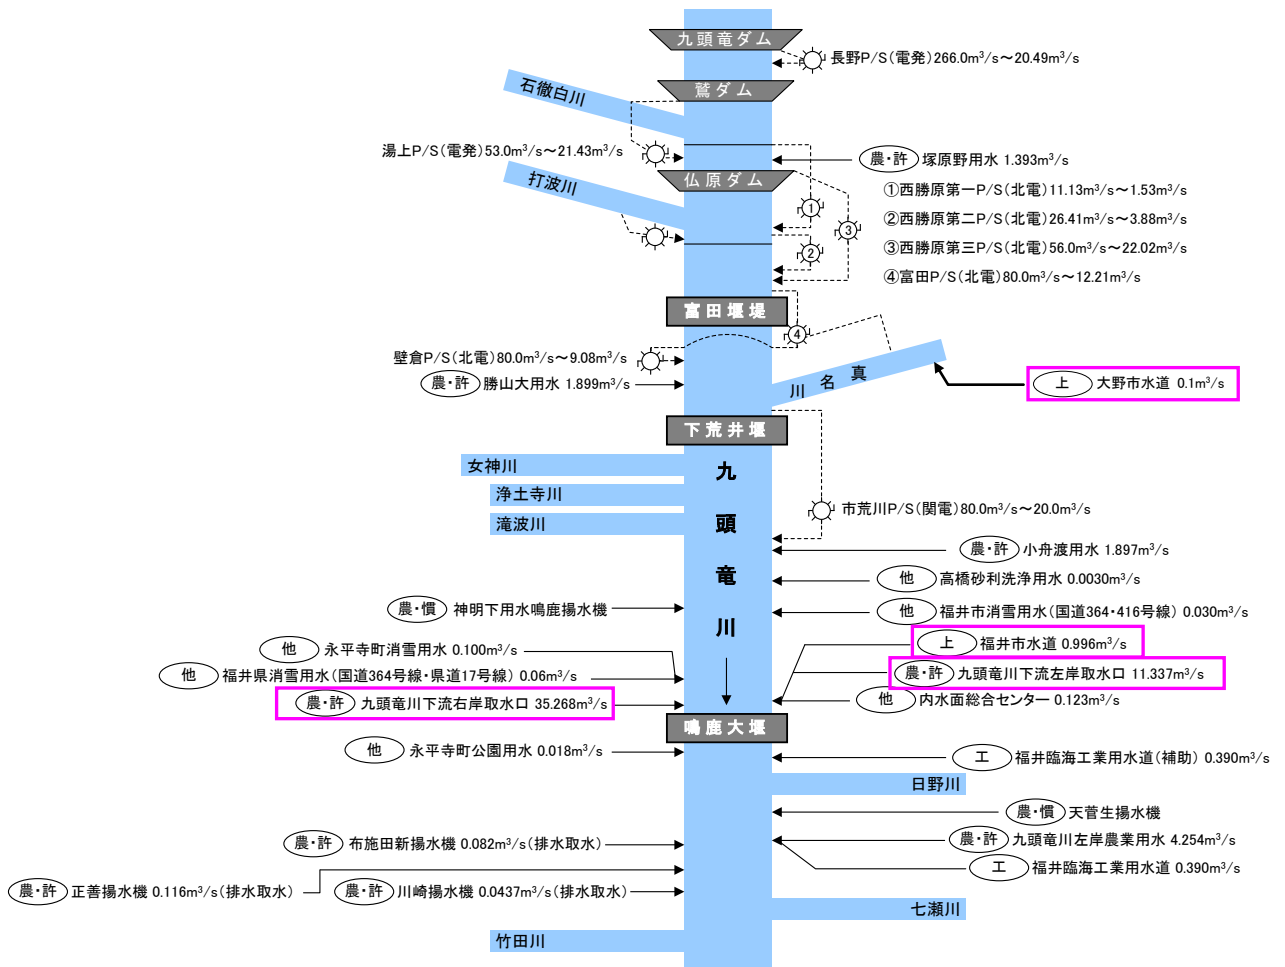 九頭竜ダム
長野P/S(電発)266.0m³/s～20.49m³/s
鷲ダム
石徹白川
湯上P/S(電発)53.0m³/s～21.43m³/s
農・許 塚原野用水 1.393m³/s
仏原ダム
打波川
①西勝原第一P/S(北電)11.13m³/s～1.53m³/s
②西勝原第二P/S(北電)26.41m³/s～3.88m³/s
③西勝原第三P/S(北電)56.0m³/s～22.02m³/s
④富田P/S(北電)80.0m³/s～12.21m³/s
①
②
③
富田堰堤
④
壁倉P/S(北電)80.0m³/s～9.08m³/s
農・許 勝山大用水 1.899m³/s
川名真
上 大野市水道 0.1m³/s
下荒井堰
女神川
浄土寺川
滝波川
九頭竜川
市荒川P/S(関電)80.0m³/s～20.0m³/s
農・許 小舟渡用水 1.897m³/s
他 高橋砂利洗浄用水 0.0030m³/s
農・慣 神明下用水鳴鹿揚水機
他 福井市消雪用水(国道364・416号線) 0.030m³/s
他 永平寺町消雪用水 0.100m³/s
上 福井市水道 0.996m³/s
他 福井県消雪用水(国道364号線・県道17号線) 0.06m³/s
農・許 九頭竜川下流左岸取水口 11.337m³/s
農・許 九頭竜川下流右岸取水口 35.268m³/s
他 内水面総合センター 0.123m³/s
鳴鹿大堰
他 永平寺町公園用水 0.018m³/s
工 福井臨海工業用水道(補助) 0.390m³/s
日野川
農・慣 天菅生揚水機
農・許 布施田新揚水機 0.082m³/s(排水取水)
農・許 九頭竜川左岸農業用水 4.254m³/s
工 福井臨海工業用水道 0.390m³/s
農・許 正善揚水機 0.116m³/s(排水取水)
農・許 川崎揚水機 0.0437m³/s(排水取水)
七瀬川
竹田川